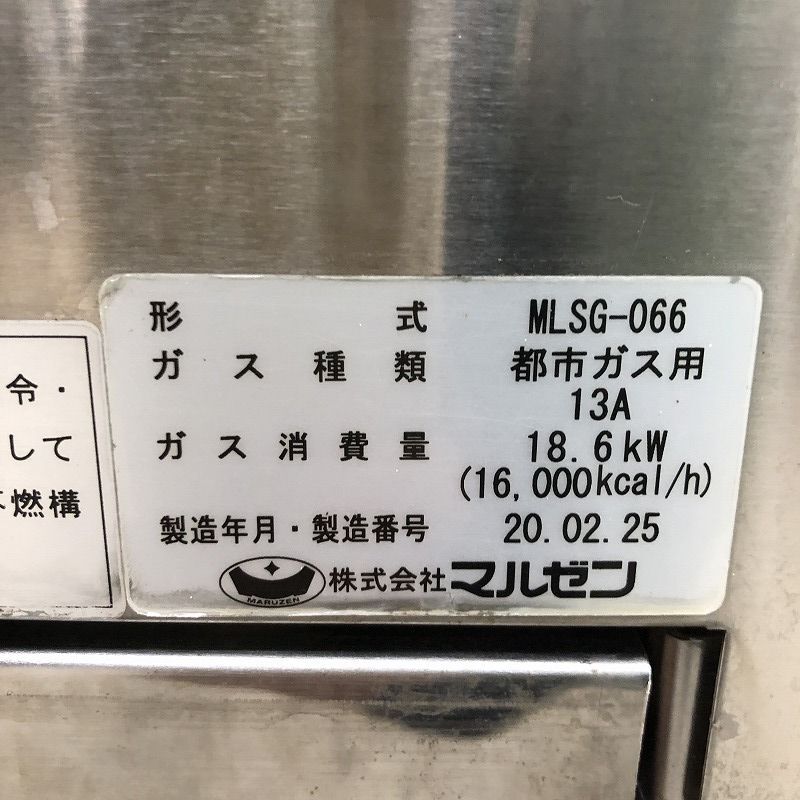 形式 MLSG-066
ガス種類 都市ガス用
13A
ガス消費量 18.6kW
(16,000kcal/h)
製造年月・製造番号 20.02.25
MARUZEN 株式会社マルゼン
令・
して
燃構